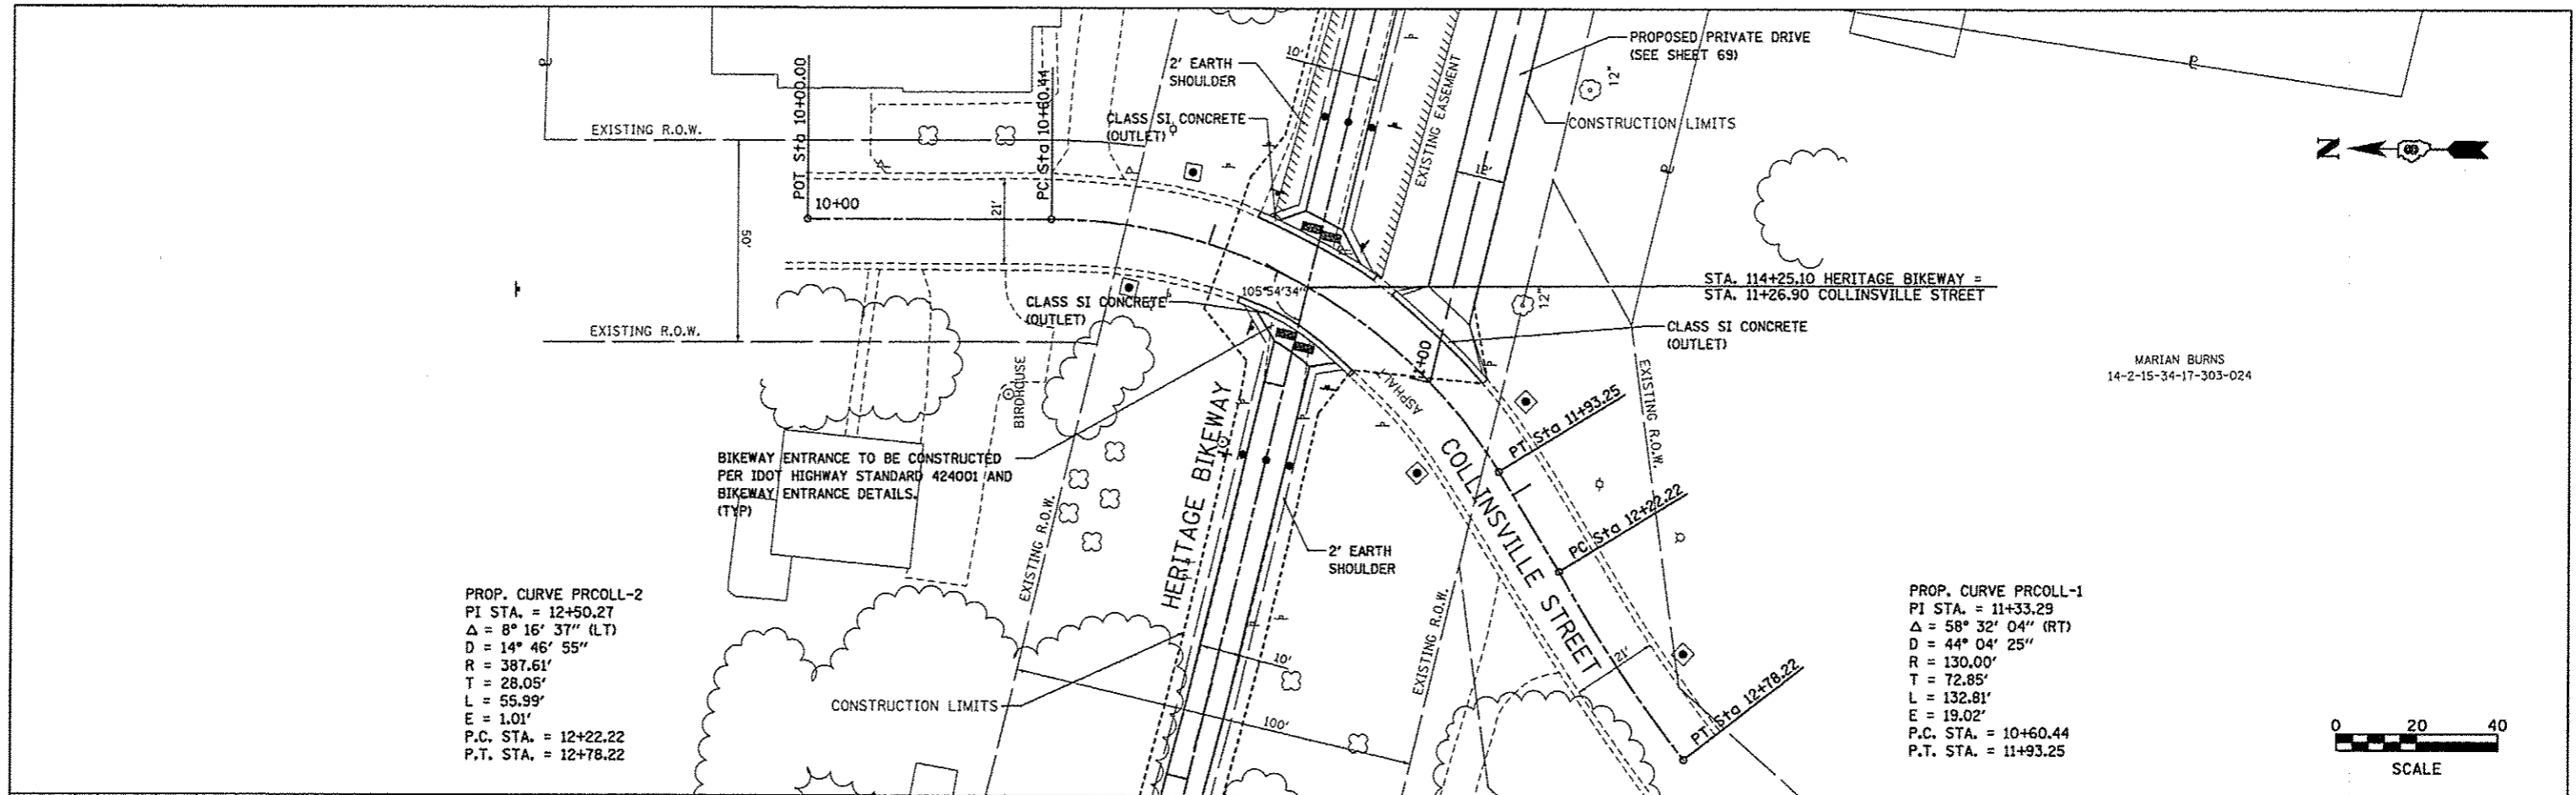 PROPOSED PRIVATE DRIVE
(SEE SHEET 69)
10'
2' EARTH
SHOULDER
12"
POT Sta 10+00.00
PC Sta 10+60.44
EXISTING EASEMENT
CLASS SI CONCRETE
(OUTLET)
CONSTRUCTION LIMITS
EXISTING R.O.W.
N
12'
10+00
21'
50'
STA. 114+25.10 HERITAGE BIKEWAY =
STA. 11+26.90 COLLINSVILLE STREET
105°54'34"
12"
CLASS SI CONCRETE
(OUTLET)
CLASS SI CONCRETE
(OUTLET)
EXISTING R.O.W.
MARIAN BURNS
14-2-15-34-17-303-024
BIRDHOUSE
ASPHALT
EXISTING R.O.W.
PT Sta 11+93.25
BIKEWAY ENTRANCE TO BE CONSTRUCTED
PER IDOT HIGHWAY STANDARD 424001 AND
BIKEWAY ENTRANCE DETAILS.
(TYP)
HERITAGE BIKEWAY
COLLINSVILLE STREET
PC Sta 12+22.22
EXISTING R.O.W.
2' EARTH
SHOULDER
EXISTING R.O.W.
PROP. CURVE PRCOLL-2
PI STA. = 12+50.27
Δ = 8° 16' 37" (LT)
D = 14° 46' 55"
R = 387.61'
T = 28.05'
L = 55.99'
E = 1.01'
P.C. STA. = 12+22.22
P.T. STA. = 12+78.22
CONSTRUCTION LIMITS
10'
100'
21'
PT Sta 12+78.22
PROP. CURVE PRCOLL-1
PI STA. = 11+33.29
Δ = 58° 32' 04" (RT)
D = 44° 04' 25"
R = 130.00'
T = 72.85'
L = 132.81'
E = 19.02'
P.C. STA. = 10+60.44
P.T. STA. = 11+93.25
0 20 40
SCALE